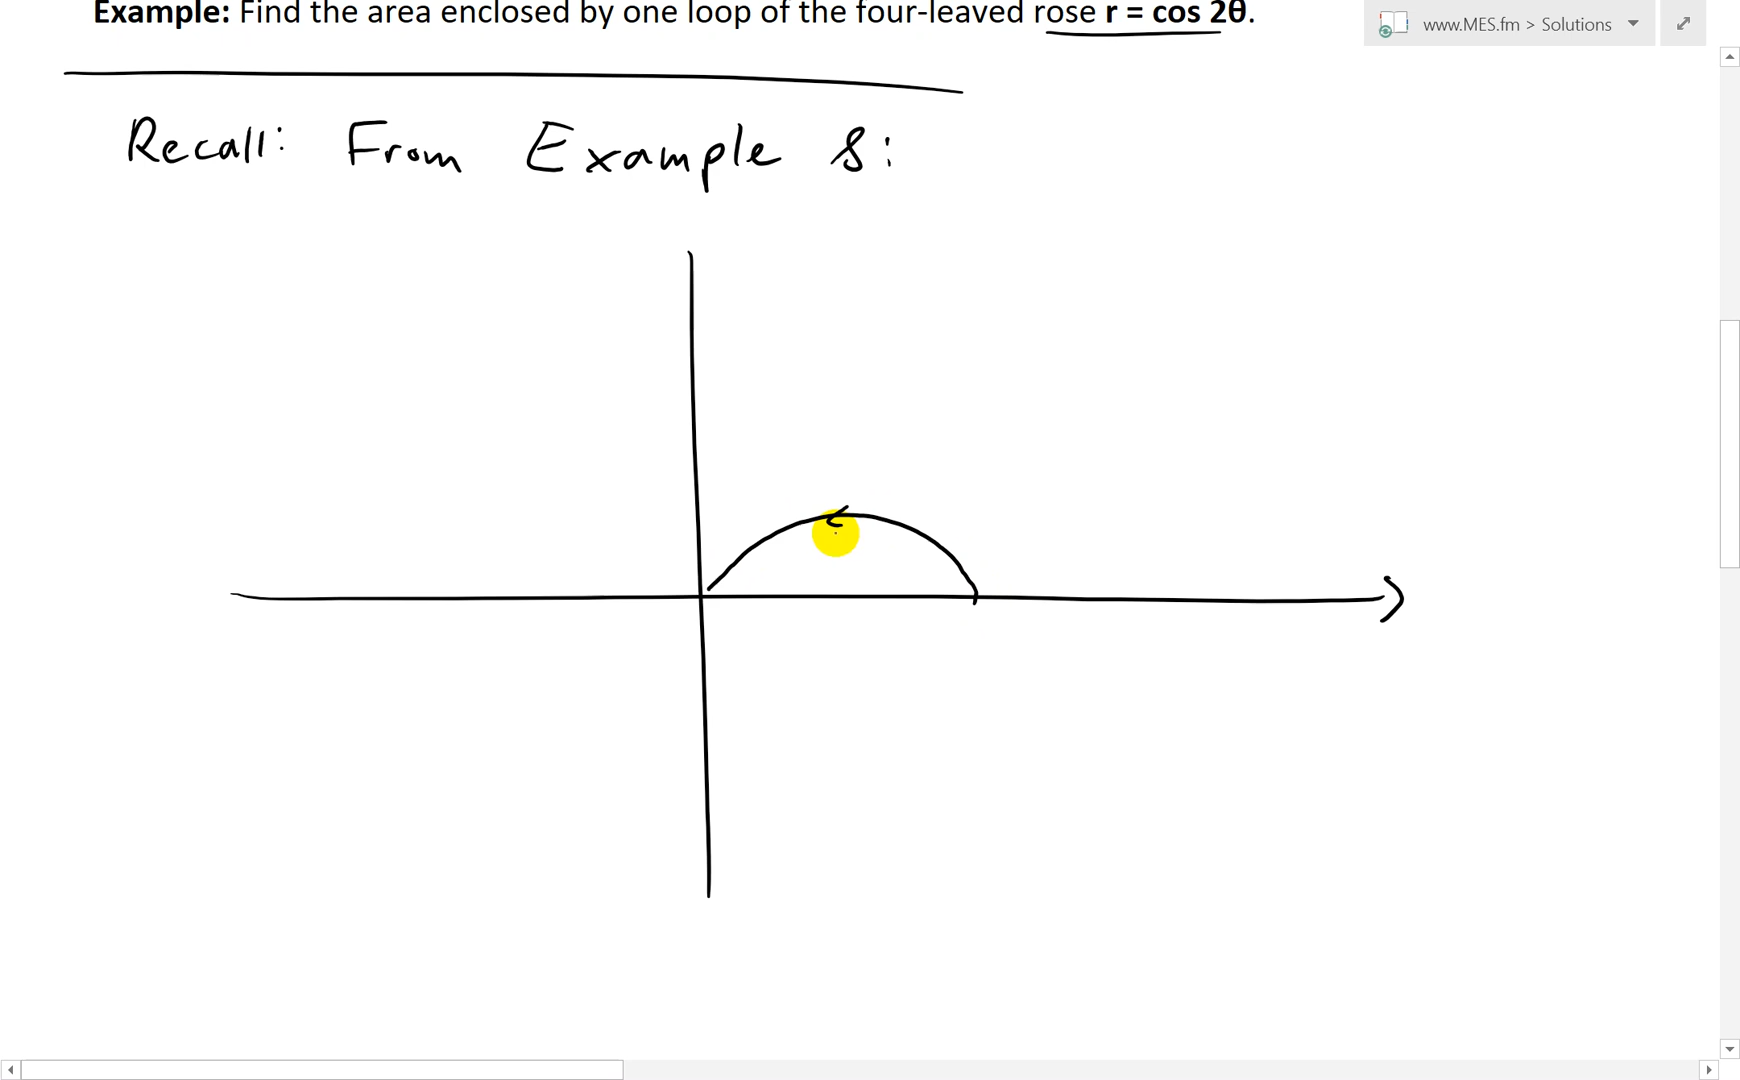 Example: Find the area enclosed by one loop of the four-leaved rose r = cos 2θ.
www.MES.fm > Solutions
Recall: From Example 8: